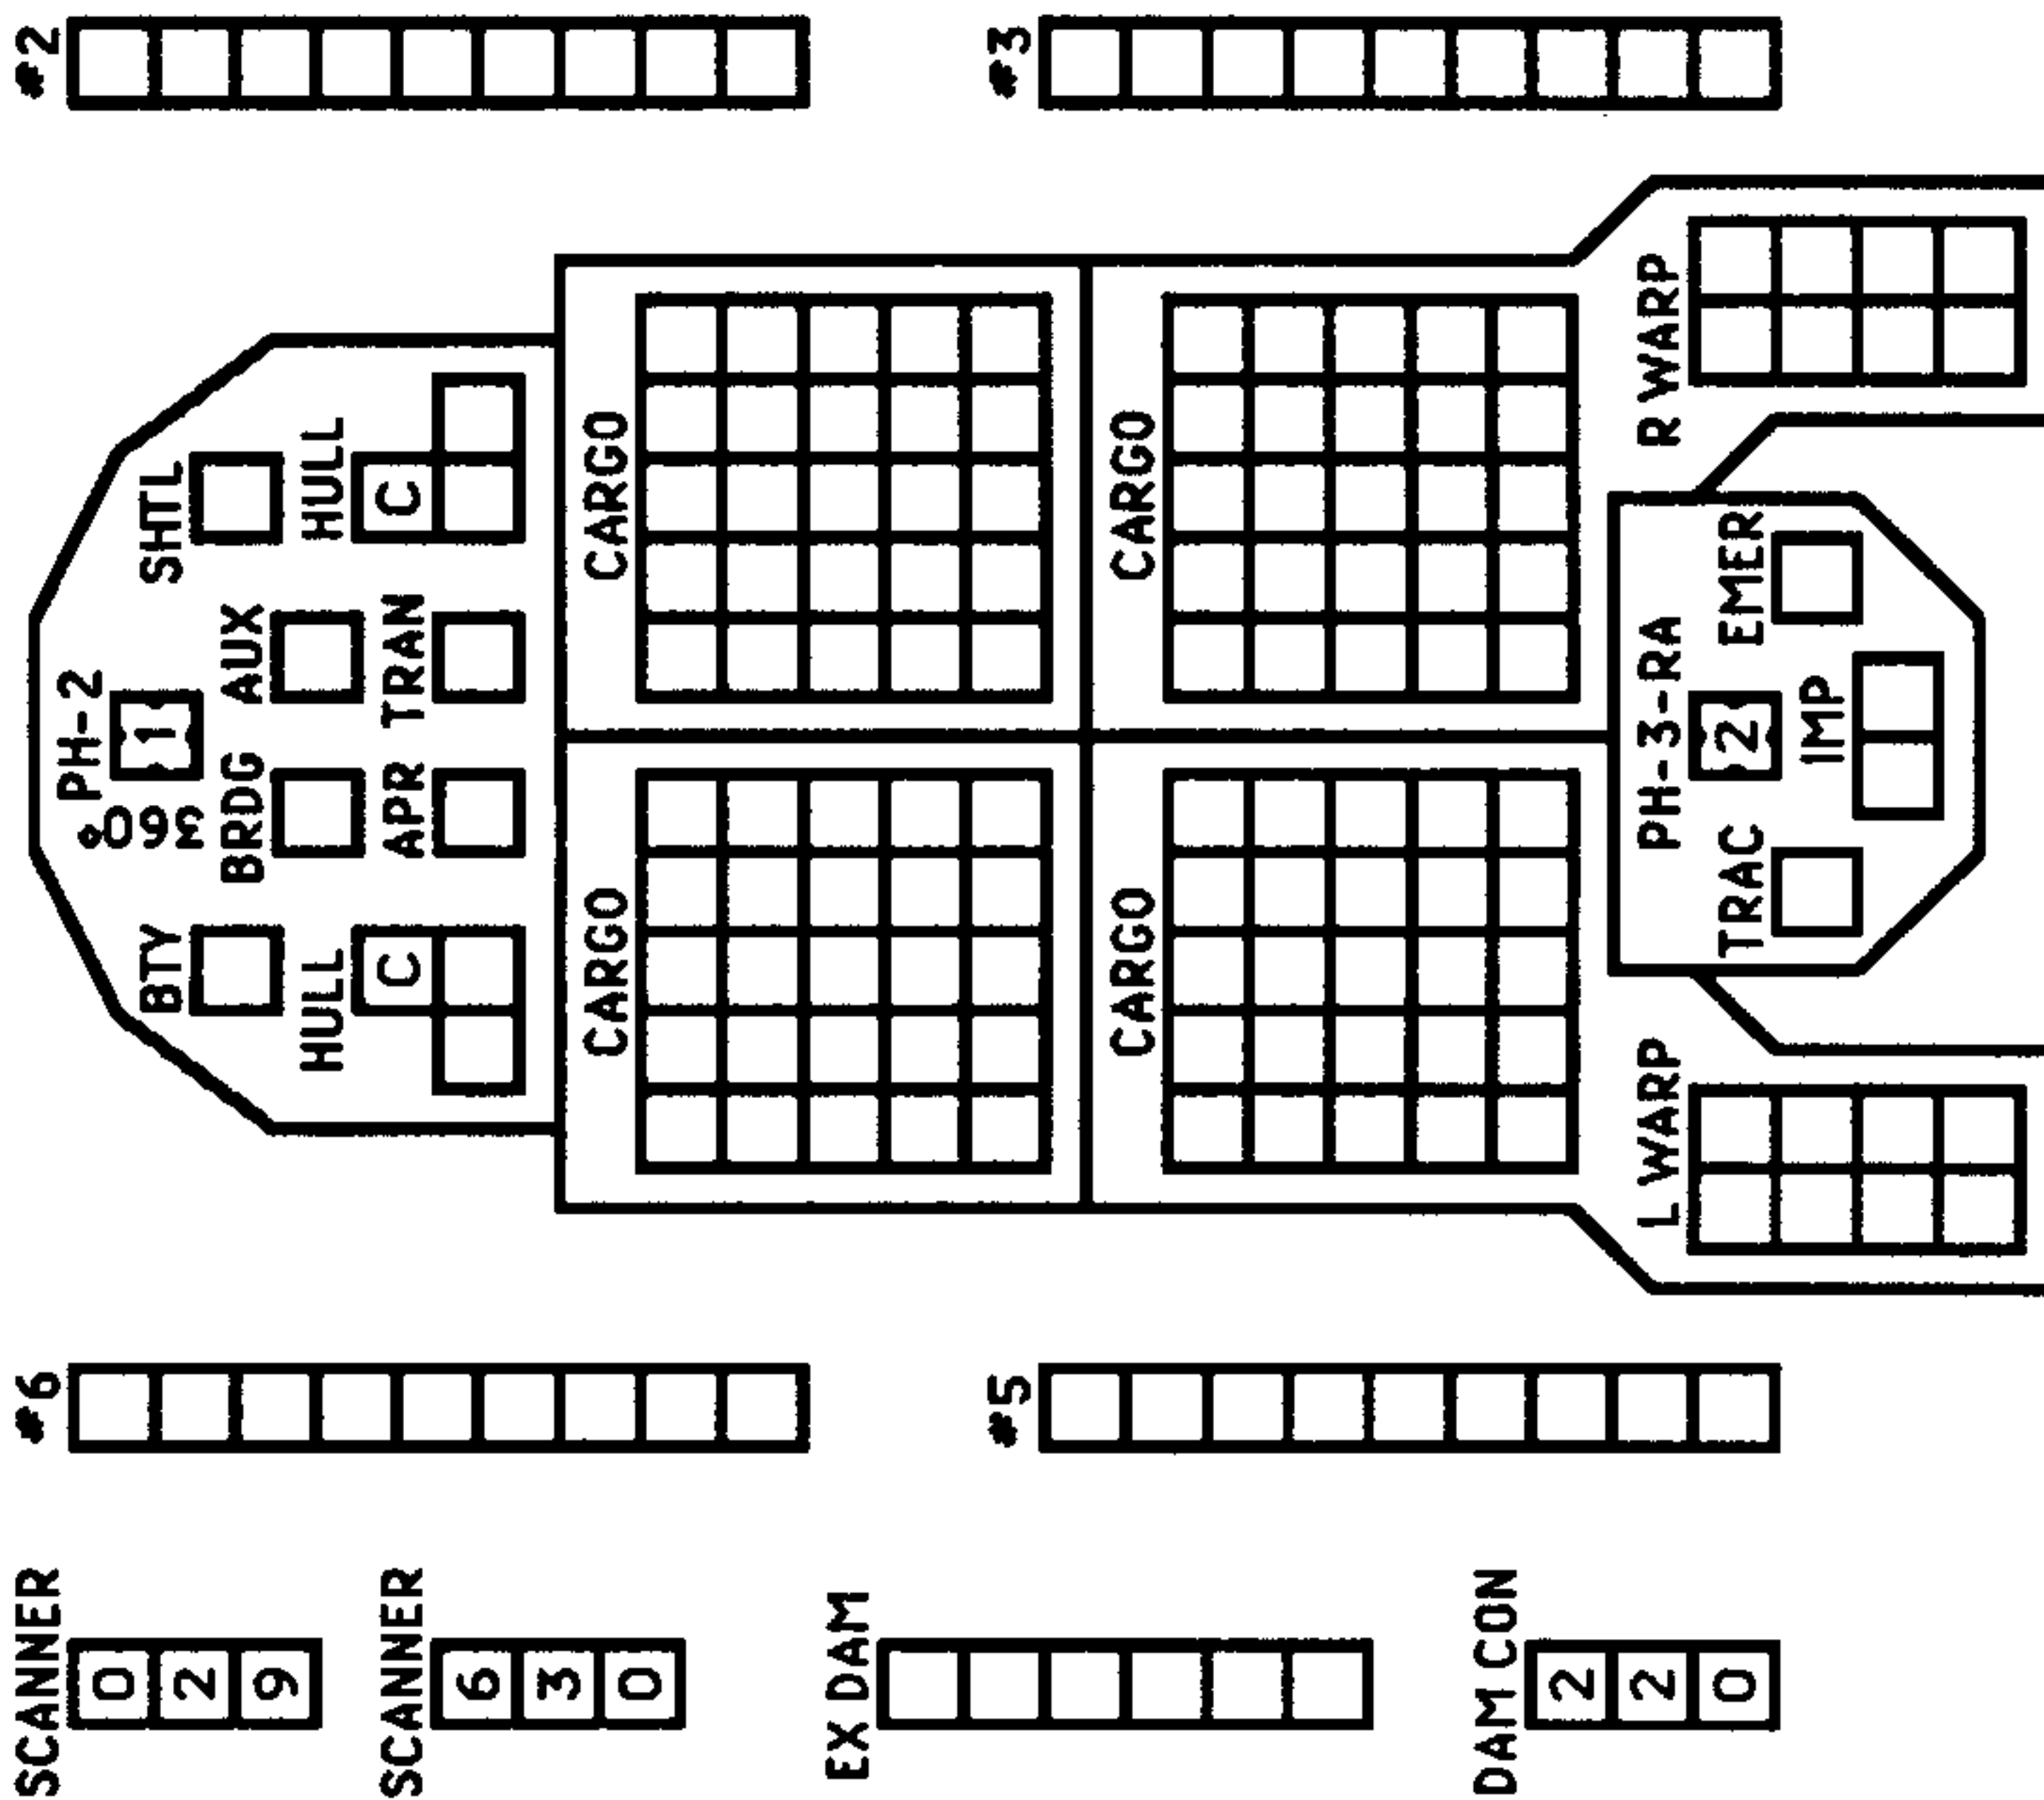 SCANNER
#6
#2
PH-2
360°
1
0
2
9
BTY
SHTL
BRDG
AUX
HULL
HULL
APR
TRAN
C
C
SCANNER
6
3
0
CARGO
CARGO
EX DAM
#5
#3
CARGO
CARGO
DAM CON
2
2
0
L WARP
PH-3-RA
R WARP
2
TRAC
EMER
IMP